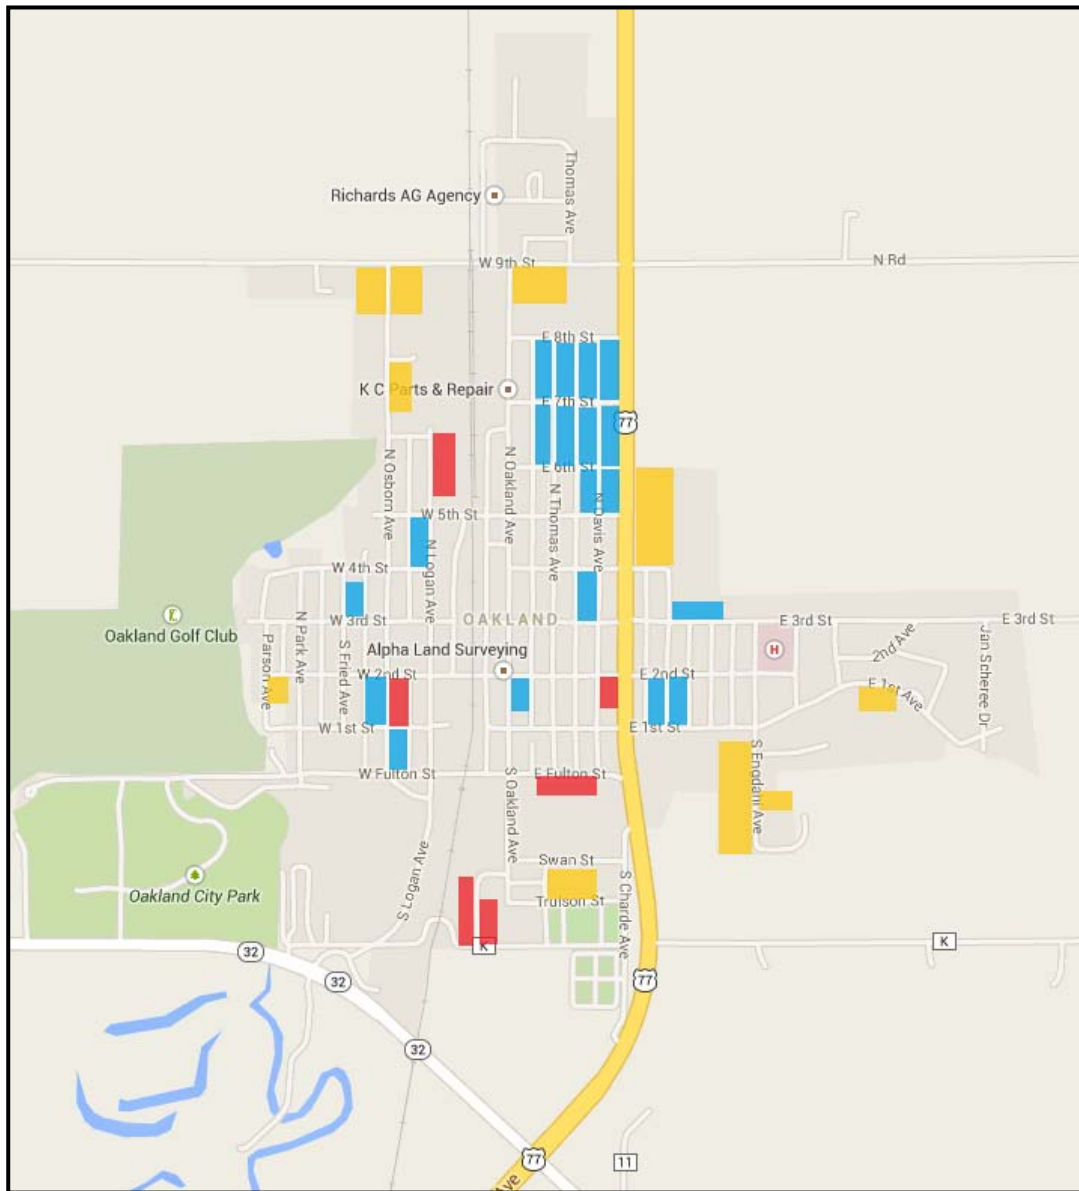 Thomas Ave
Richards AG Agency
W 9th St
N Rd
E 8th St
K C Parts & Repair
E 7th St
77
E 6th St
N Osborn Ave
N Oakland Ave
N Thomas Ave
N Davis Ave
W 5th St
N Logan Ave
W 4th St
OAKLAND
W 3rd St
E 3rd St
E 3rd St
Oakland Golf Club
N Park Ave
Parson Ave
S Fried Ave
Alpha Land Surveying
H
2nd Ave
Jan Scheree Dr
W 2nd St
E 2nd St
E 1st Ave
W 1st St
E 1st St
W Fulton St
E Fulton St
S Oakland Ave
S Engdani Ave
Swan St
S Logan Ave
Oakland City Park
Trulson St
S Charde Ave
K
K
32
32
77
32
77
11
Ave